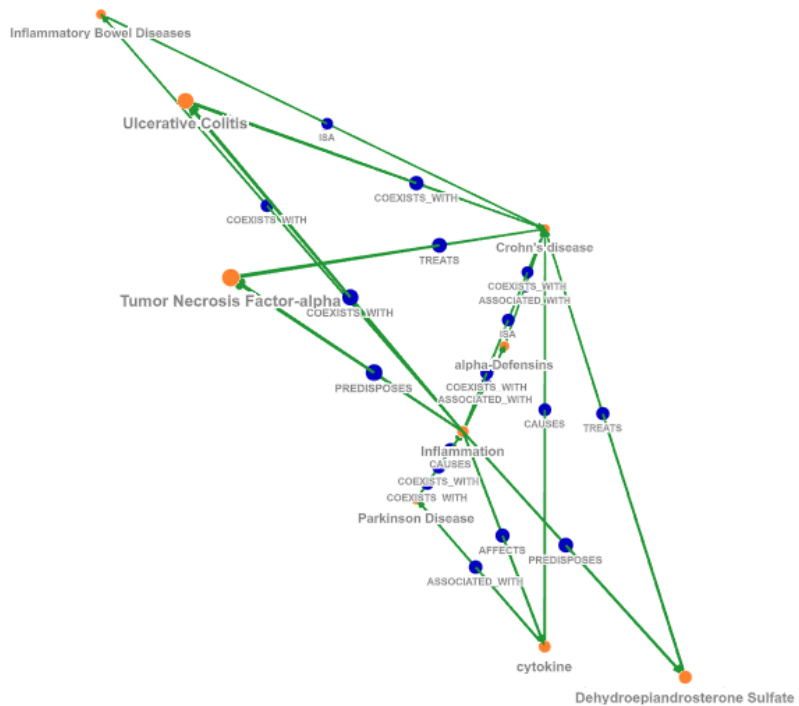 Inflammatory Bowel Diseases
Ulcerative Colitis
ISA
COEXISTS_WITH
COEXISTS_WITH
Crohn's disease
TREATS
COEXISTS_WITH
Tumor Necrosis Factor-alpha
ASSOCIATED_WITH
COEXISTS_WITH
ISA
alpha-Defensins
PREDISPOSES
COEXISTS_WITH
ASSOCIATED_WITH
CAUSES
TREATS
Inflammation
CAUSES
COEXISTS_WITH
COEXISTS_WITH
Parkinson Disease
AFFECTS
PREDISPOSES
ASSOCIATED_WITH
cytokine
Dehydroepiandrosterone Sulfate